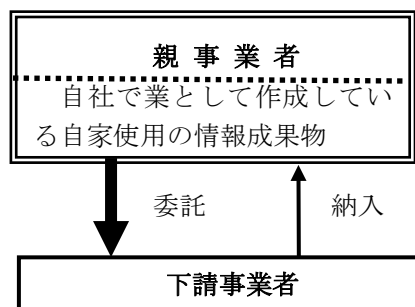 親事業者
自社で業として作成してい
る自家使用の情報成果物
委託 納入
下請事業者